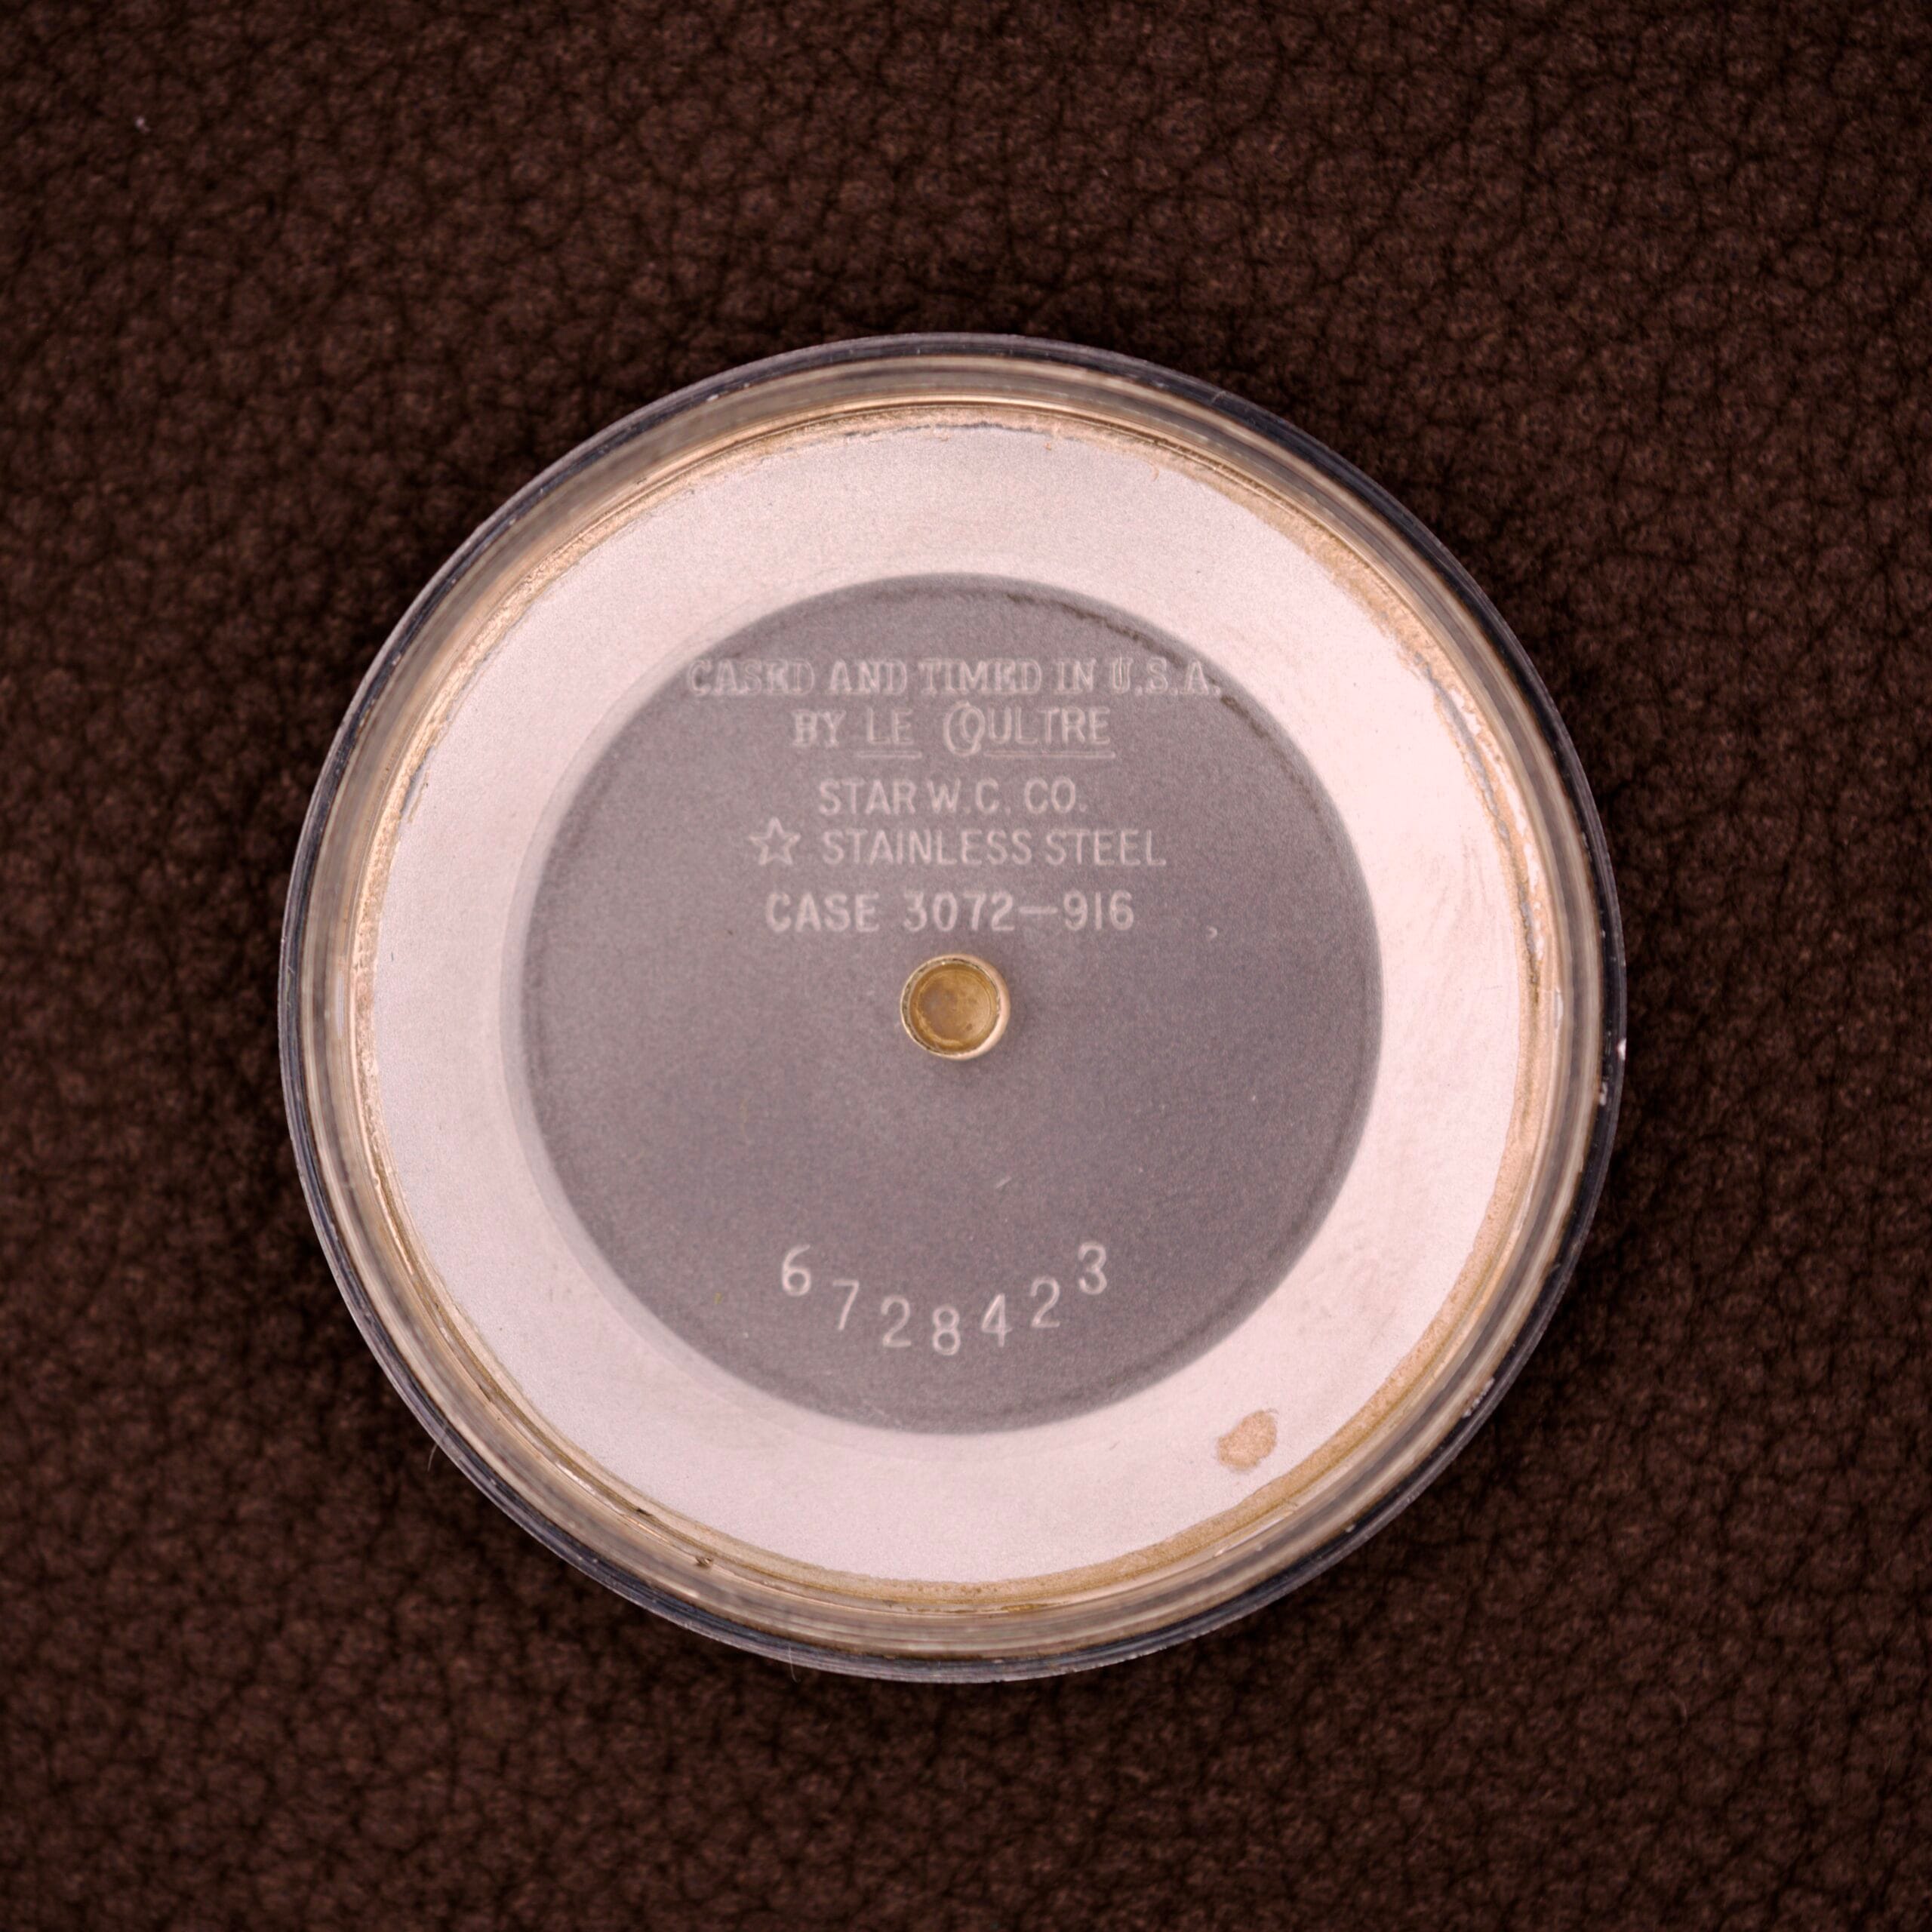 CASED AND TIMED IN U.S.A.
BY LE COULTRE
STAR W.C. CO.
☆ STAINLESS STEEL
CASE 3072—916
6728423